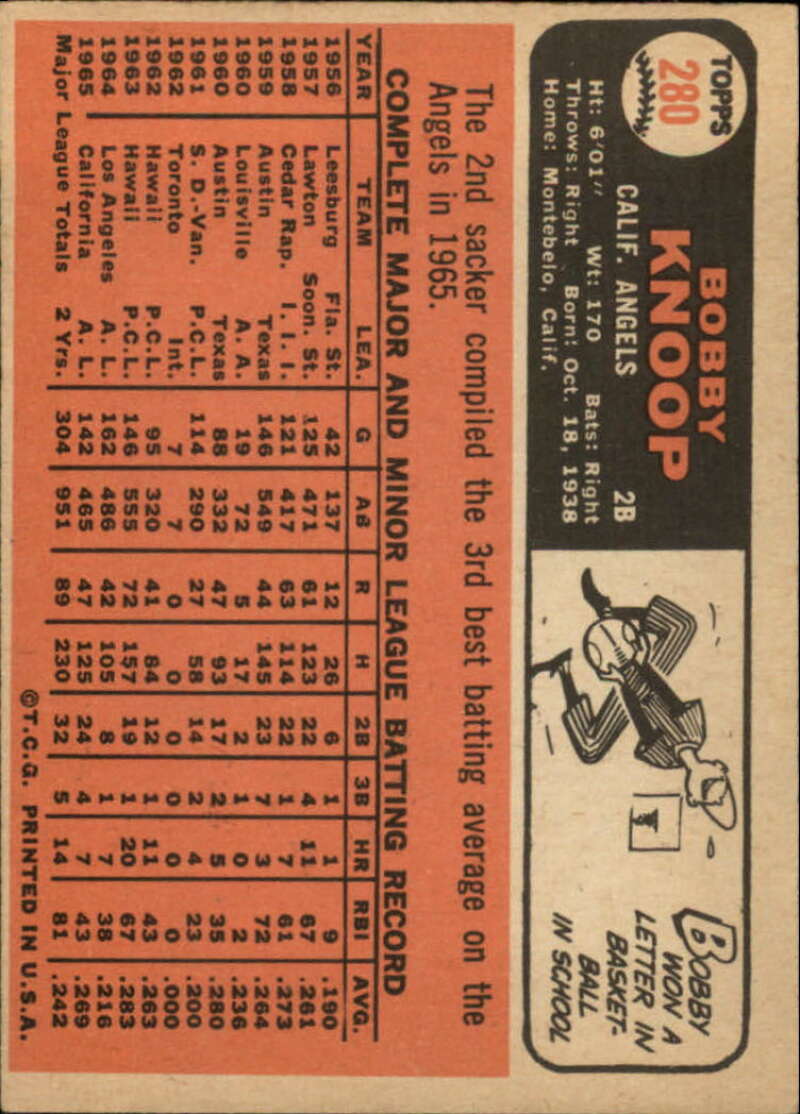 TOPPS
280
BOBBY
KNOOP
CALIF. ANGELS 2B
Ht: 6'01" Wt: 170 Bats: Right
Throws: Right Born: Oct. 18, 1938
Home: Montebelo, Calif.
BOBBY
WON A
LETTER IN
BASKET-
BALL
IN SCHOOL
The 2nd sacker compiled the 3rd best batting average on the
Angels in 1965.
COMPLETE MAJOR AND MINOR LEAGUE BATTING RECORD
YEAR TEAM LEA. G AB R H 2B 3B HR RBI AVG.
1956 Leesburg Fla. St. 42 137 12 26 6 1 1 9 .190
1957 Lawton Soon. St. 125 471 61 123 22 4 11 67 .261
1958 Cedar Rap. I. I. I. 121 417 63 114 22 1 7 61 .273
1959 Austin Texas 146 549 44 145 23 7 3 72 .264
1960 Louisville A. A. 19 72 5 17 2 1 0 2 .236
1960 Austin Texas 88 332 47 93 17 2 5 35 .280
1961 S. D.-Van. P.C.L. 114 290 27 58 14 2 4 23 .200
1962 Toronto Int. 7 7 0 0 0 0 0 0 .000
1962 Hawaii P.C.L. 95 320 41 84 12 1 11 43 .263
1963 Hawaii P.C.L. 146 555 72 157 19 1 20 67 .283
1964 Los Angeles A. L. 162 486 42 105 8 1 7 38 .216
1965 California A. L. 142 465 47 125 24 4 7 43 .269
Major League Totals 2 Yrs. 304 951 89 230 32 5 14 81 .242
©T.C.G. PRINTED IN U.S.A.